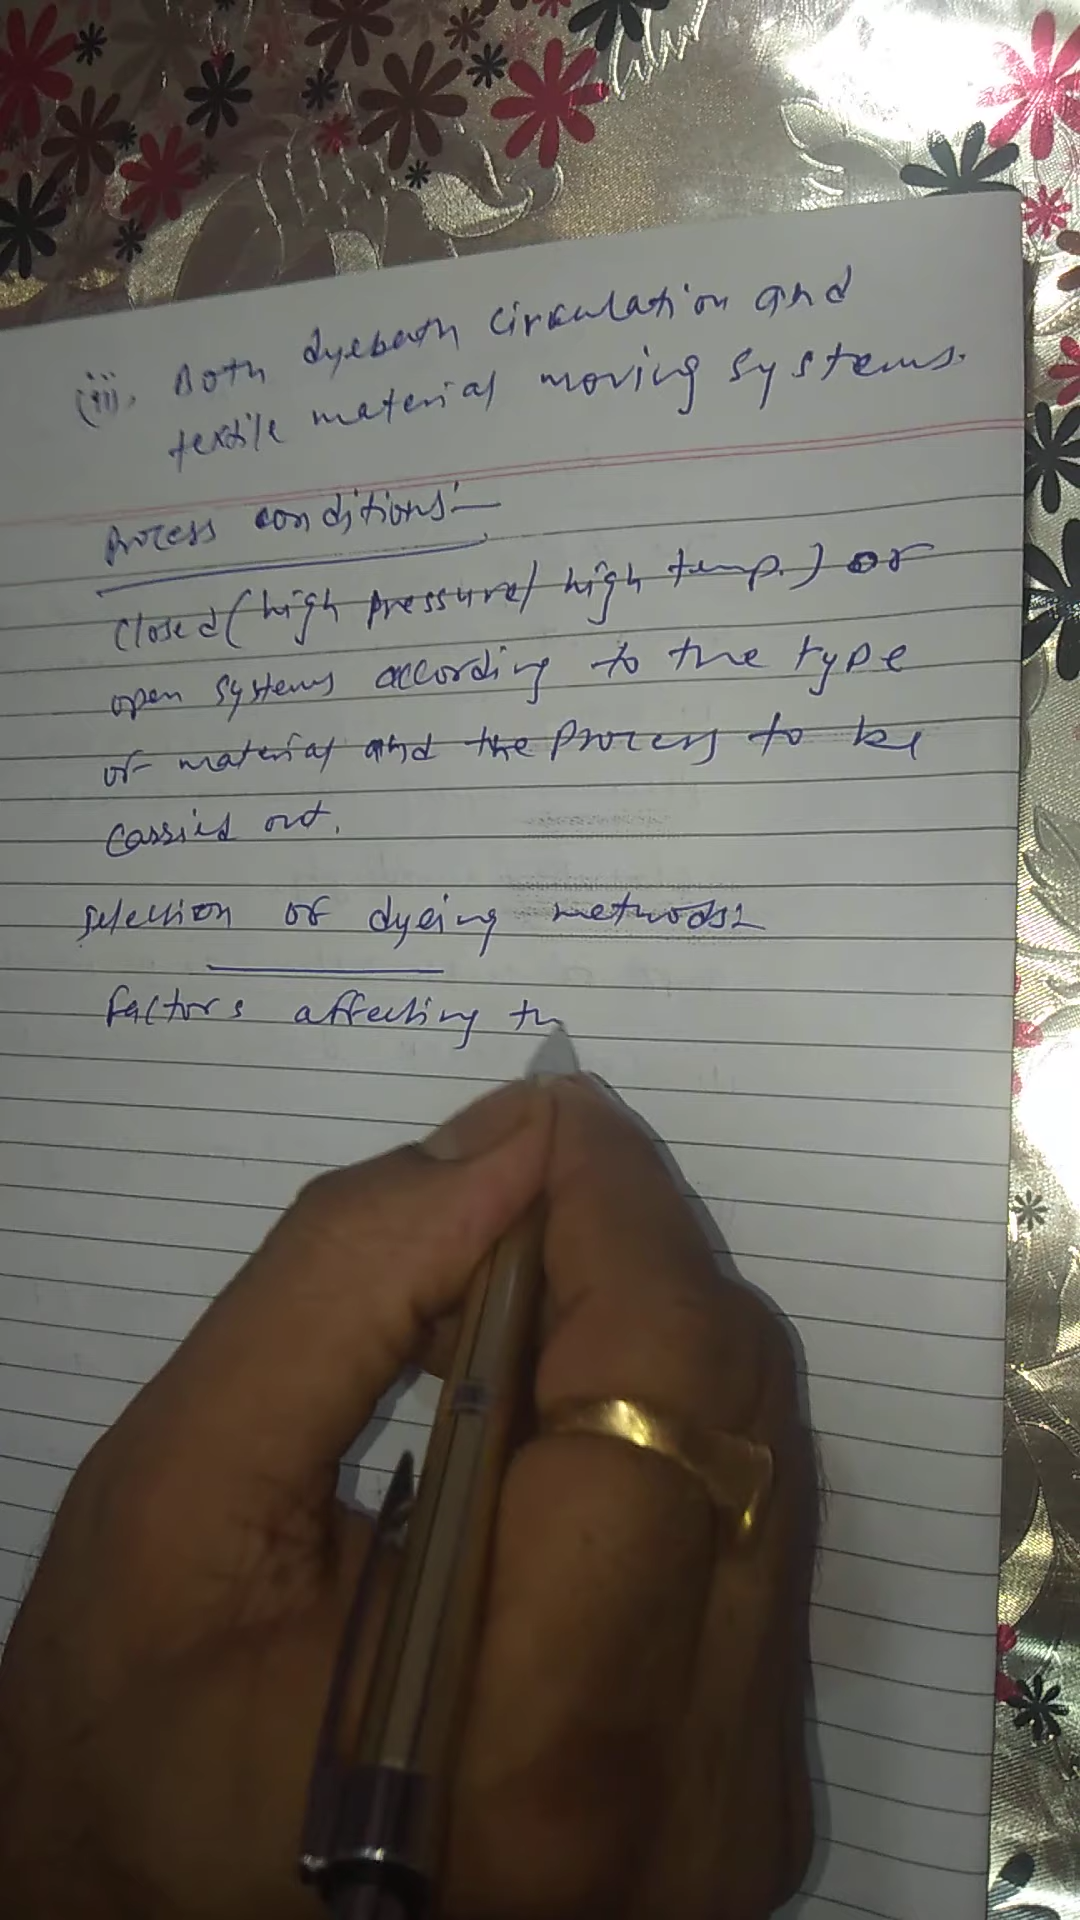 (iii). Both dyebath circulation and
textile material moving systems.
Process conditions:-
Closed (high pressure/ high temp.) or
open systems according to the type
of material and the process to be
carried out.
selection of dyeing methods:
Factors affecting th